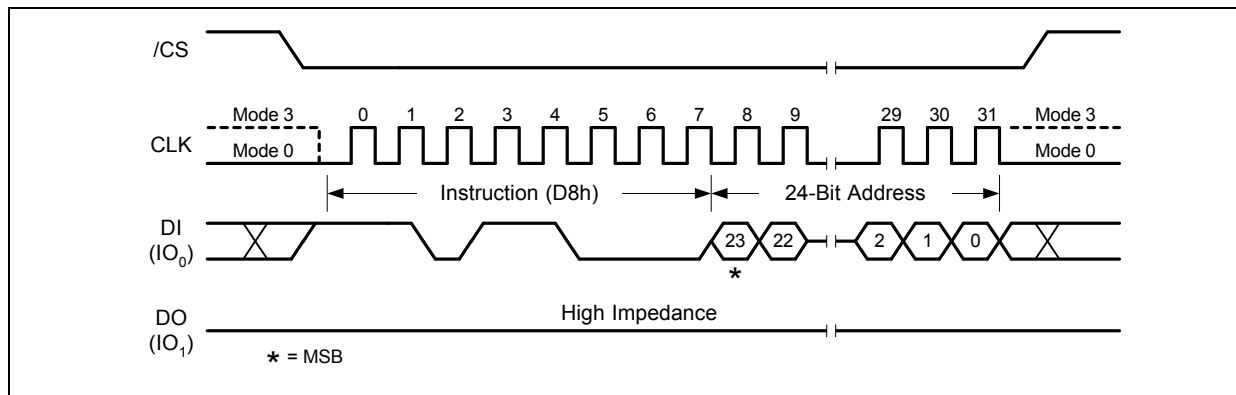 /CS
Mode 3 0 1 2 3 4 5 6 7 8 9 29 30 31 Mode 3
CLK
Mode 0 Mode 0
Instruction (D8h) 24-Bit Address
DI
(IO0)
23 22 2 1 0
*
DO
(IO1)
High Impedance
* = MSB